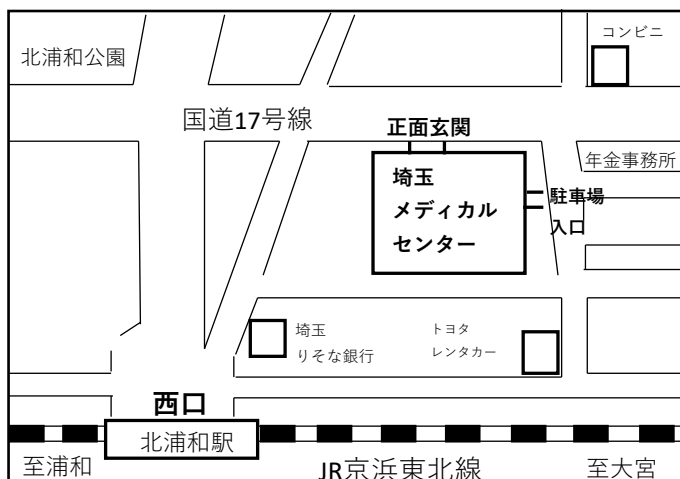 コンビニ
北浦和公園
国道17号線
正面玄関
年金事務所
埼玉
メディカル
センター
駐車場
入口
埼玉
りそな銀行
トヨタ
レンタカー
西口
北浦和駅
至浦和
JR京浜東北線
至大宮